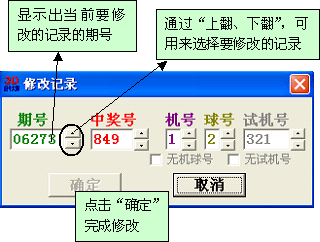 显示出当前要修
改的记录的期号
通过“上翻、下翻”,可
用来选择要修改的记录
修改记录
期号 中奖号 机号 球号 试机号
06273 849 1 2 321
无机球号 无试机号
确定 取消
点击“确定”
完成修改